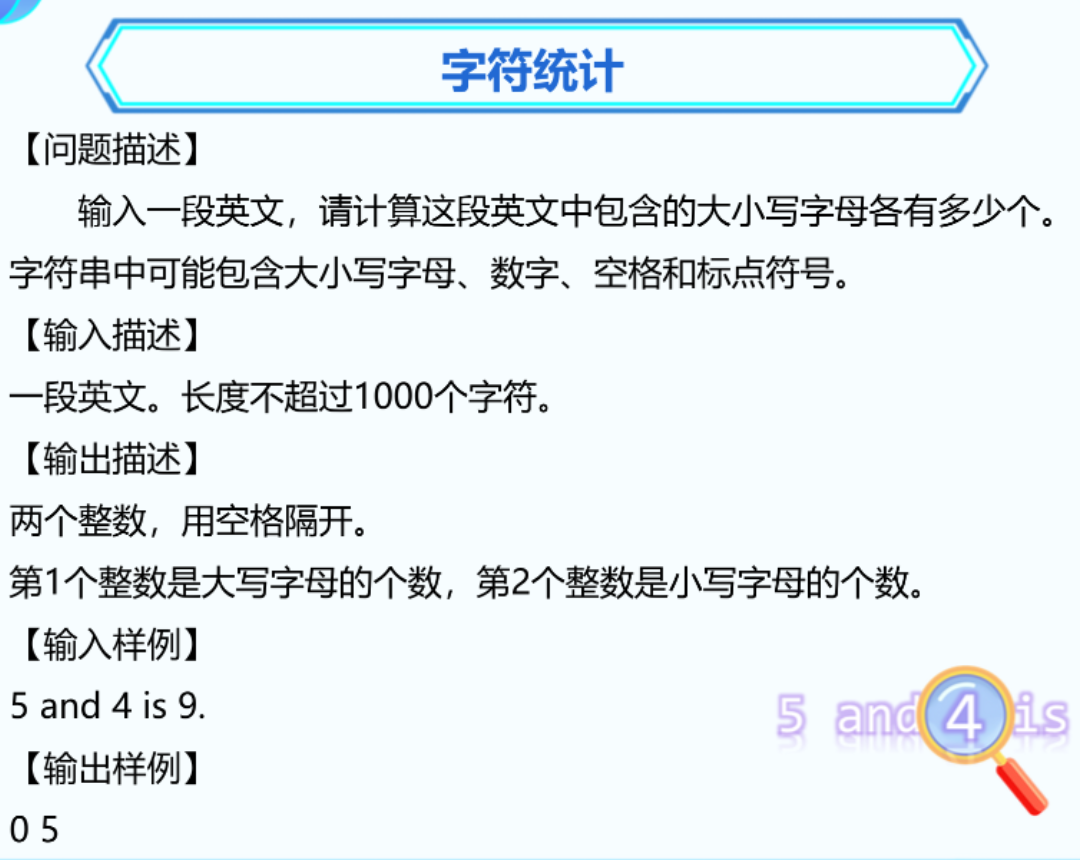 字符统计
【问题描述】
输入一段英文，请计算这段英文中包含的大小写字母各有多少个。
字符串中可能包含大小写字母、数字、空格和标点符号。
【输入描述】
一段英文。长度不超过1000个字符。
【输出描述】
两个整数，用空格隔开。
第1个整数是大写字母的个数，第2个整数是小写字母的个数。
【输入样例】
5 and 4 is 9.
5 and 4 is
【输出样例】
0 5